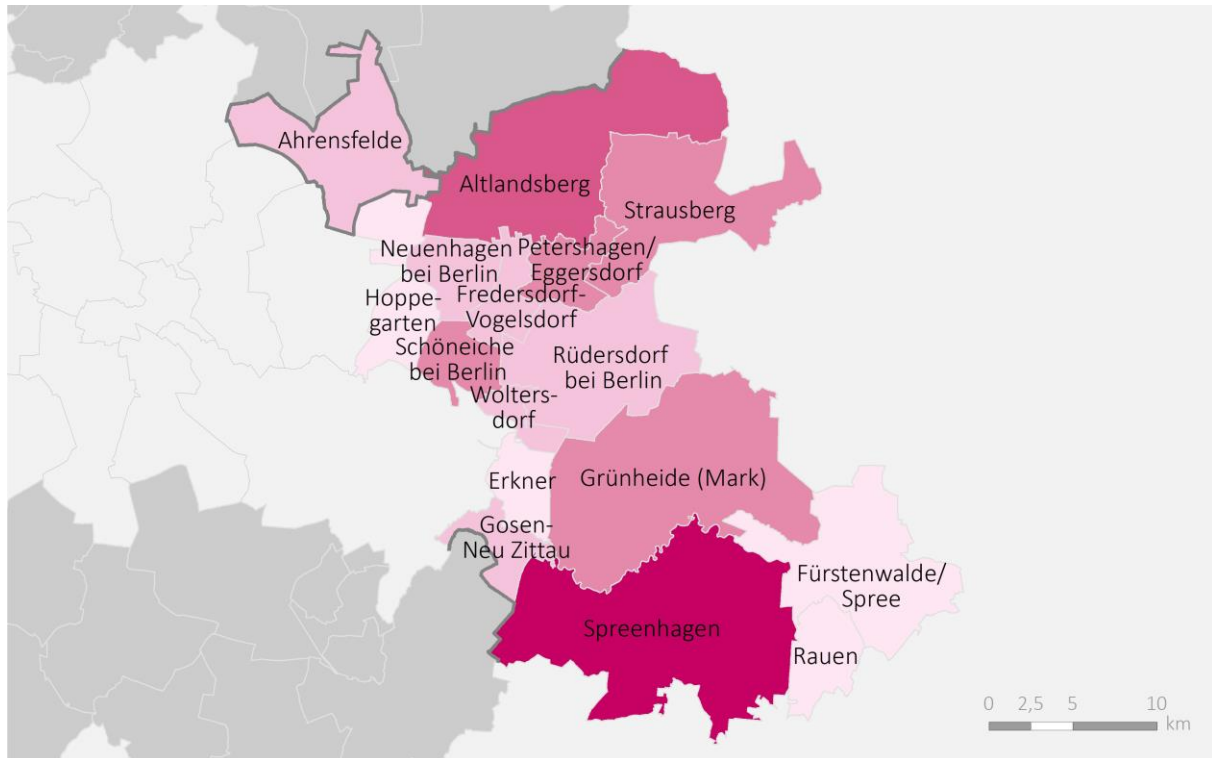 Ahrensfelde
Altlandsberg
Strausberg
Neuenhagen
bei Berlin
Petershagen/
Eggersdorf
Hoppe-
garten
Fredersdorf-
Vogelsdorf
Schöneiche
bei Berlin
Rüdersdorf
bei Berlin
Wolters-
dorf
Erkner
Grünheide (Mark)
Gosen-
Neu Zittau
Fürstenwalde/
Spree
Spreenhagen
Rauen
0 2,5 5 10
km